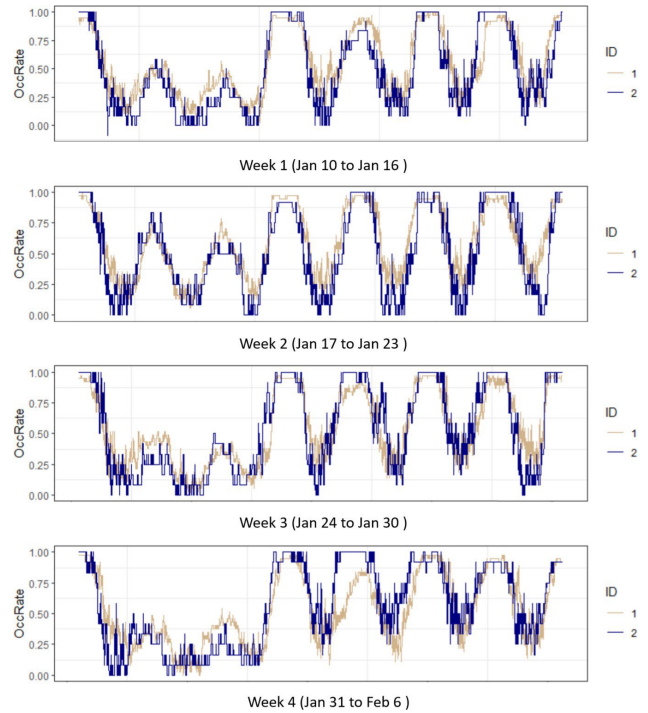 1.00
0.75
0.50
0.25
0.00
OccRate
ID
1
2
Week 1 (Jan 10 to Jan 16 )
1.00
0.75
0.50
0.25
0.00
OccRate
ID
1
2
Week 2 (Jan 17 to Jan 23 )
1.00
0.75
0.50
0.25
0.00
OccRate
ID
1
2
Week 3 (Jan 24 to Jan 30 )
1.00
0.75
0.50
0.25
0.00
OccRate
ID
1
2
Week 4 (Jan 31 to Feb 6 )